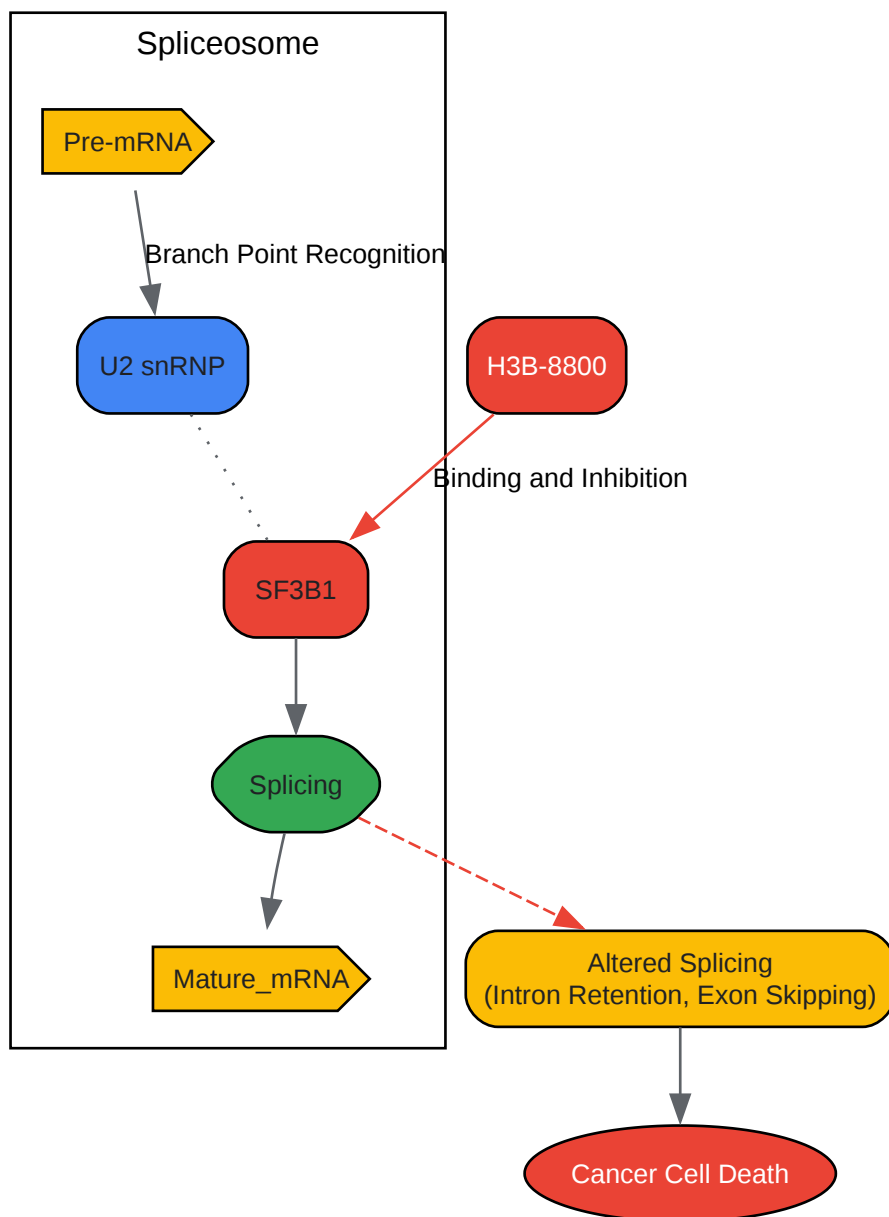 Spliceosome
Pre-mRNA
Branch Point Recognition
U2 snRNP
H3B-8800
Binding and Inhibition
SF3B1
Splicing
Mature_mRNA
Altered Splicing
(Intron Retention, Exon Skipping)
Cancer Cell Death